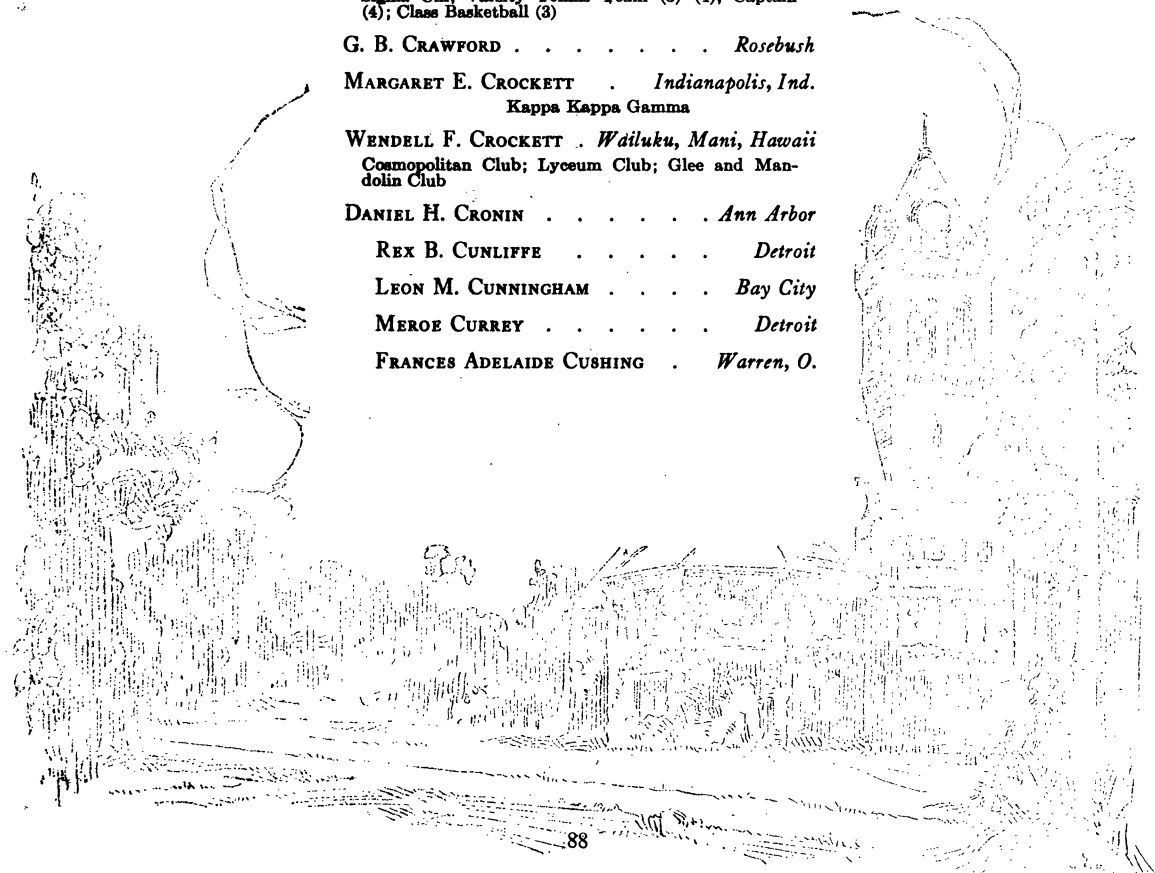 (4); Class Basketball (3)
G. B. CRAWFORD . . . . . . . Rosebush
MARGARET E. CROCKETT . Indianapolis, Ind.
Kappa Kappa Gamma
WENDELL F. CROCKETT . Wailuku, Mani, Hawaii
Cosmopolitan Club; Lyceum Club; Glee and Man-
dolin Club
DANIEL H. CRONIN . . . . . . Ann Arbor
REX B. CUNLIFFE . . . . . Detroit
LEON M. CUNNINGHAM . . . . Bay City
MEROE CURREY . . . . . . Detroit
FRANCES ADELAIDE CUSHING . Warren, O.
88